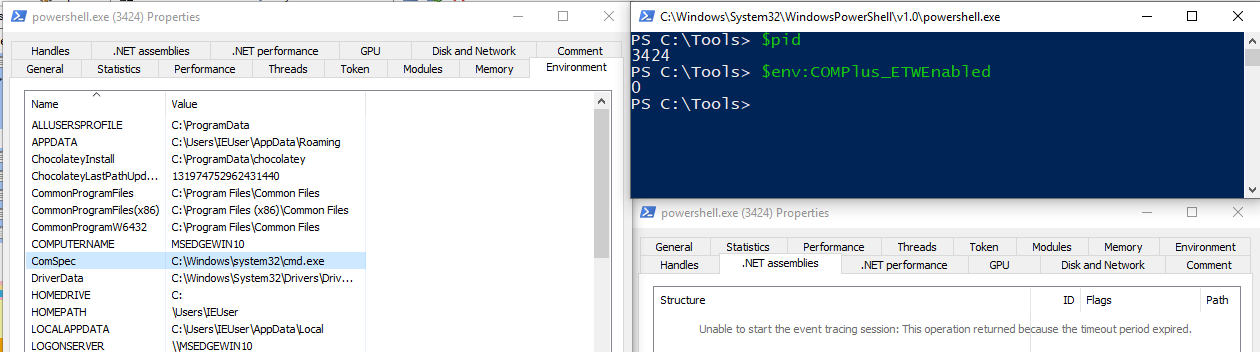 powershell.exe (3424) Properties
Handles .NET assemblies .NET performance GPU Disk and Network Comment
General Statistics Performance Threads Token Modules Memory Environment
Name Value
ALLUSERSPROFILE C:\ProgramData
APPDATA C:\Users\IEUser\AppData\Roaming
ChocolateyInstall C:\ProgramData\chocolatey
ChocolateyLastPathUpd... 131974752962431440
CommonProgramFiles C:\Program Files\Common Files
CommonProgramFiles(x86) C:\Program Files (x86)\Common Files
CommonProgramW6432 C:\Program Files\Common Files
COMPUTERNAME MSEDGEWIN10
ComSpec C:\Windows\system32\cmd.exe
DriverData C:\Windows\System32\Drivers\Driv...
HOMEDRIVE C:
HOMEPATH \Users\IEUser
LOCALAPPDATA C:\Users\IEUser\AppData\Local
LOGONSERVER \\MSEDGEWIN10
C:\Windows\System32\WindowsPowerShell\v1.0\powershell.exe
PS C:\Tools> $pid
3424
PS C:\Tools> $env:COMPlus_ETWEnabled
0
PS C:\Tools>
powershell.exe (3424) Properties
General Statistics Performance Threads Token Modules Memory Environment
Handles .NET assemblies .NET performance GPU Disk and Network Comment
Structure ID Flags Path
Unable to start the event tracing session: This operation returned because the timeout period expired.